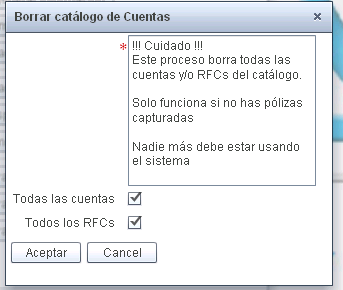 Borrar catálogo de Cuentas
!!! Cuidado !!!
Este proceso borra todas las
cuentas y/o RFCs del catálogo.
Solo funciona si no has pólizas
capturadas
Nadie más debe estar usando
el sistema
Todas las cuentas
Todos los RFCs
Aceptar Cancel